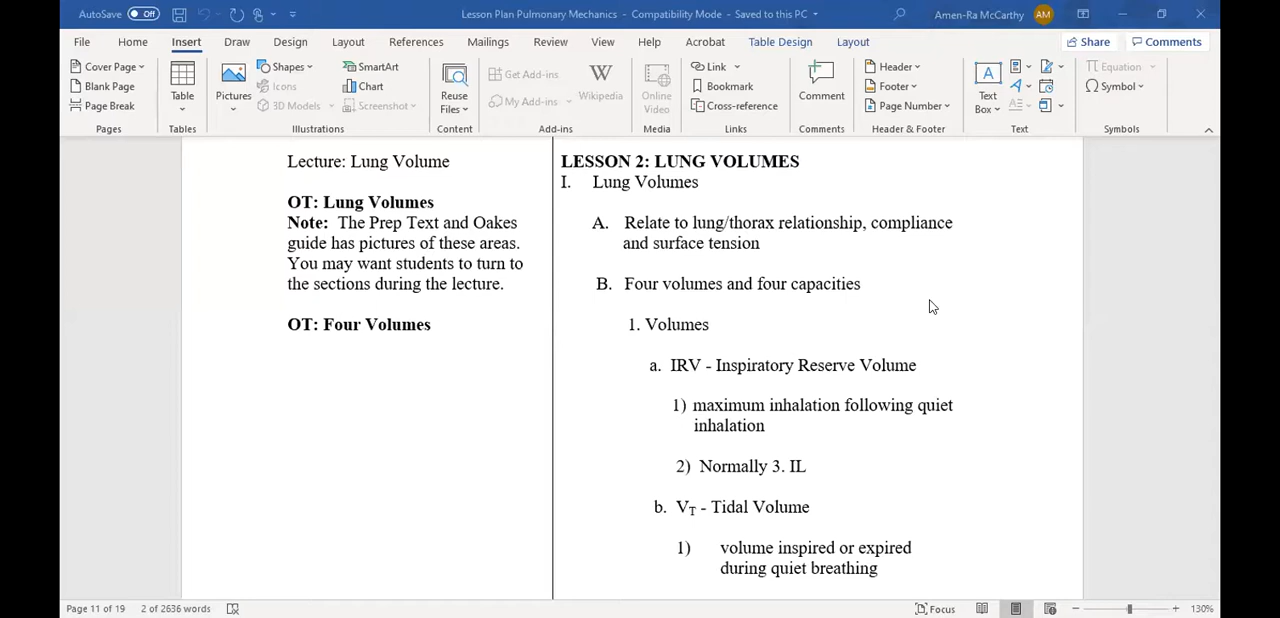 AutoSave Off
Lesson Plan Pulmonary Mechanics - Compatibility Mode - Saved to this PC
Amen-Ra McCarthy AM
File Home Insert Draw Design Layout References Mailings Review View Help Acrobat Table Design Layout Share Comments
Cover Page
Blank Page
Page Break
Pages
Table
Tables
Pictures
Shapes
Icons
3D Models
SmartArt
Chart
Screenshot
Illustrations
Reuse
Files
Content
Get Add-ins
My Add-ins
Wikipedia
Add-ins
Online
Video
Media
Link
Bookmark
Cross-reference
Links
Comment
Comments
Header
Footer
Page Number
Header & Footer
Text
Box
Text
Equation
Symbol
Symbols
Lecture: Lung Volume
OT: Lung Volumes
Note: The Prep Text and Oakes
guide has pictures of these areas.
You may want students to turn to
the sections during the lecture.
OT: Four Volumes
LESSON 2: LUNG VOLUMES
I. Lung Volumes
A. Relate to lung/thorax relationship, compliance
and surface tension
B. Four volumes and four capacities
1. Volumes
a. IRV - Inspiratory Reserve Volume
1) maximum inhalation following quiet
inhalation
2) Normally 3. IL
b. VT - Tidal Volume
1) volume inspired or expired
during quiet breathing
Page 11 of 19 2 of 2636 words
Focus
130%